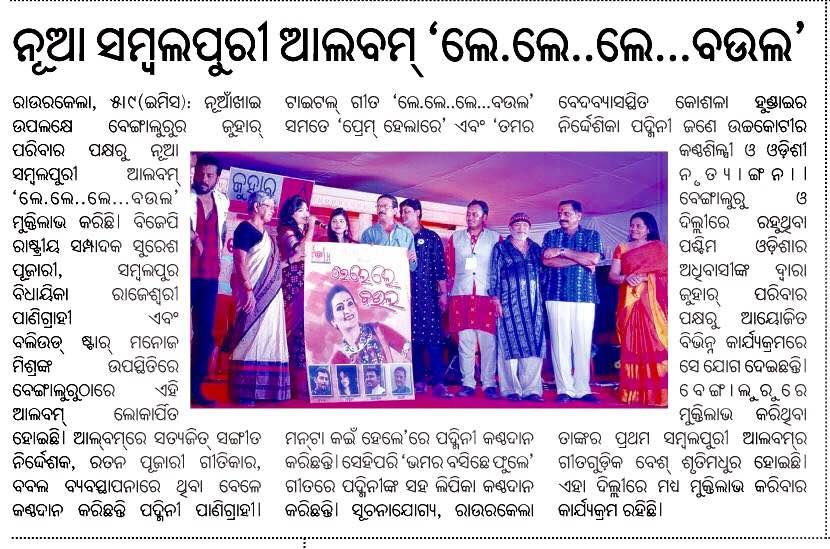 ନୂଆ ସମ୍ବଲପୁରୀ ଆଲବମ୍ ‘ଲେ.ଲେ..ଲେ...ବଉଲ’
ରାଉରକେଲା, ୫ା୯(ଇମିସ): ନୂଆଁଖାଇ
ଉପଲକ୍ଷେ ବେଙ୍ଗାଲୁରୁର ଜୁହାର୍
ପରିବାର ପକ୍ଷରୁ ନୂଆ
ସମ୍ବଲପୁରୀ ଆଲବମ୍
‘ଲେ.ଲେ..ଲେ...ବଉଲ’
ମୁକ୍ତିଲାଭ କରିଛି। ବିଜେପି
ରାଷ୍ଟ୍ରୀୟ ସମ୍ପାଦକ ସୁରେଶ
ପୂଜାରୀ, ସମ୍ବଲପୁର
ବିଧାୟିକା ରାଜେଶ୍ୱରୀ
ପାଣିଗ୍ରାହୀ ଏବଂ
ବଲିଉଡ୍ ଷ୍ଟାର୍ ମନୋଜ
ମିଶ୍ରଙ୍କ ଉପସ୍ଥିତିରେ
ବେଙ୍ଗାଲୁରୁଠାରେ ଏହି
ଆଲବମ୍ ଲୋକାର୍ପିତ
ହୋଇଛି। ଆଲ୍‌ବମ୍‌ରେ ସତ୍ୟଜିତ୍ ସଙ୍ଗୀତ
ନିର୍ଦ୍ଦେଶକ, ରତନ ପୂଜାରୀ ଗୀତିକାର,
ବବଲ ବ୍ୟବସ୍ଥାପନାରେ ଥିବା ବେଳେ
କଣ୍ଠଦାନ କରିଛନ୍ତି ପଦ୍ମିନୀ ପାଣିଗ୍ରାହୀ।
ଟାଇଟଲ୍ ଗୀତ ‘ଲେ.ଲେ..ଲେ...ବଉଲ’
ସମତେ ‘ପ୍ରେମ୍ ହେଲାରେ’ ଏବଂ ‘ତମର
ଜୁହାର
ଲେ ଲେ ଲେ
ବଉଲ
ମନ୍‌ଟା କଇଁ ହେଲେ’ରେ ପଦ୍ମିନୀ କଣ୍ଠଦାନ
କରିଛନ୍ତି। ସେହିପରି ‘ଭମର ବସିଛେ ଫୁଲେ’
ଗୀତରେ ପଦ୍ମିନୀଙ୍କ ସହ ଲିପିକା କଣ୍ଠଦାନ
କରିଛନ୍ତି। ସୂଚନାଯୋଗ୍ୟ, ରାଉରକେଲା
ବେଦବ୍ୟାସସ୍ଥିତ କୋଶଳା ହୁଣ୍ଡାଇର
ନିର୍ଦ୍ଦେଶିକା ପଦ୍ମିନୀ ଜଣେ ଉଚ୍ଚକୋଟୀର
କଣ୍ଠଶିଳ୍ପୀ ଓ ଓଡ଼ିଶୀ
ନୃତ୍ୟାଙ୍ଗନା।
ବେଙ୍ଗାଲୁରୁ ଓ
ଦିଲ୍ଲୀରେ ରହୁଥିବା
ପଶ୍ଚିମ ଓଡ଼ିଶାର
ଅଧିବାସୀଙ୍କ ଦ୍ୱାରା
ଜୁହାର୍ ପରିବାର
ପକ୍ଷରୁ ଆୟୋଜିତ
ବିଭିନ୍ନ କାର୍ଯ୍ୟକ୍ରମରେ
ସେ ଯୋଗ ଦେଇଛନ୍ତି।
ବେଙ୍ଗାଲୁରୁରେ
ମୁକ୍ତିଲାଭ କରିଥିବା
ତାଙ୍କର ପ୍ରଥମ ସମ୍ବଲପୁରୀ ଆଲବମ୍‌ର
ଗୀତଗୁଡ଼ିକ ବେଶ୍ ଶୃତିମଧୁର ହୋଇଛି।
ଏହା ଦିଲ୍ଲୀରେ ମଧ୍ୟ ମୁକ୍ତିଲାଭ କରିବାର
କାର୍ଯ୍ୟକ୍ରମ ରହିଛି।